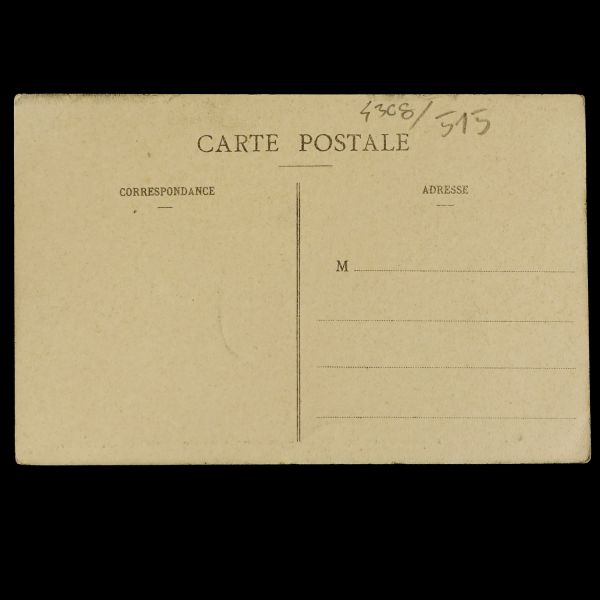 4308/515
CARTE POSTALE
CORRESPONDANCE
ADRESSE
M